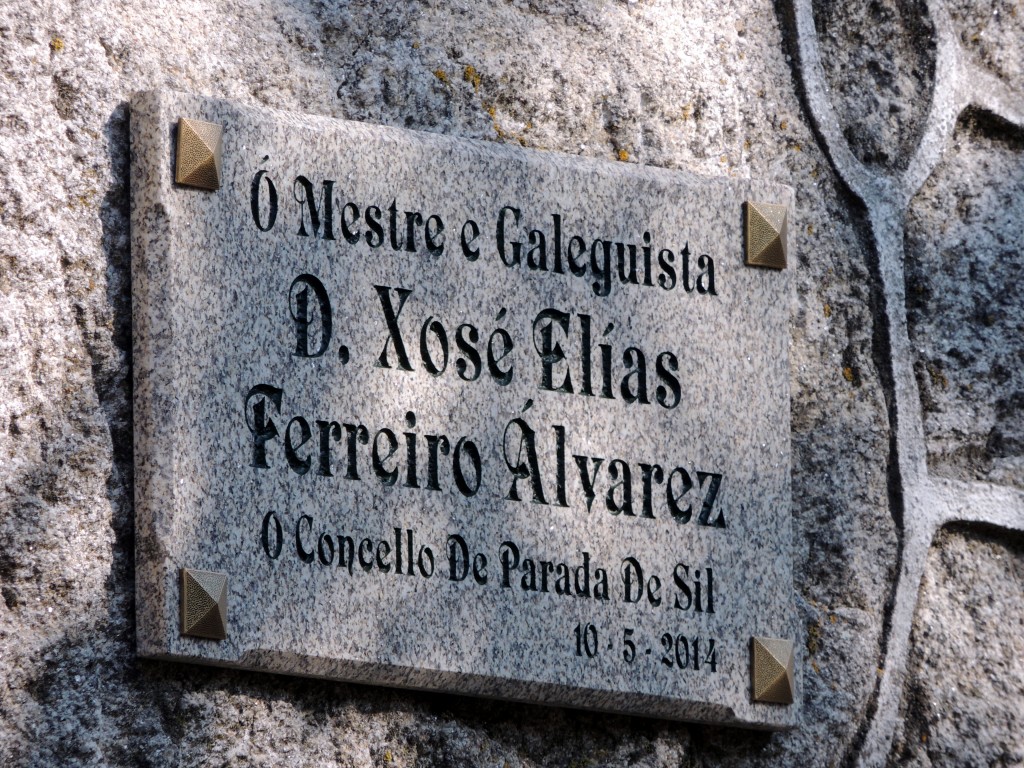 Ó Mestre e Galeguista
D. Xosé Elías
Ferreiro Álvarez
O Concello De Parada De Sil
10 - 5 - 2014